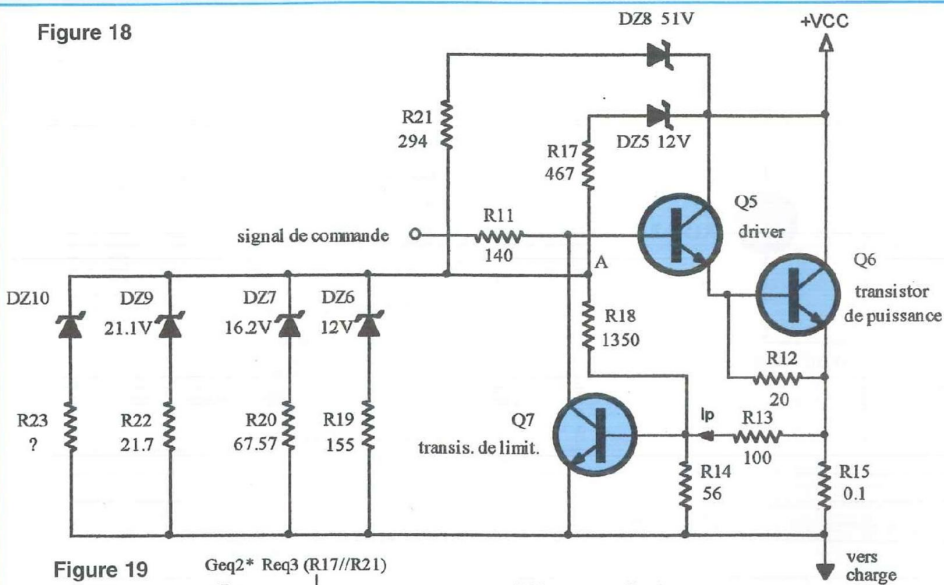 Figure 18
DZ8 51V
+VCC
R21
294
DZ5 12V
R17
467
Q5
driver
R11
140
signal de commande
A
Q6
transistor
de puissance
DZ10
DZ9
21.1V
DZ7
16.2V
DZ6
12V
R18
1350
R12
20
R23
?
R22
21.7
R20
67.57
R19
155
Q7
transis. de limit.
Ip
R13
100
R14
56
R15
0.1
vers
charge
Figure 19
Geq2* Req3 (R17//R21)